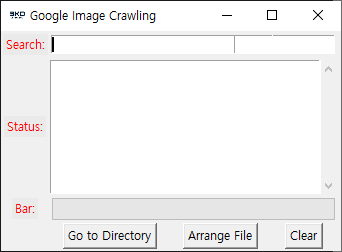 Google Image Crawling
Search:
Status:
Bar:
Go to Directory Arrange File Clear